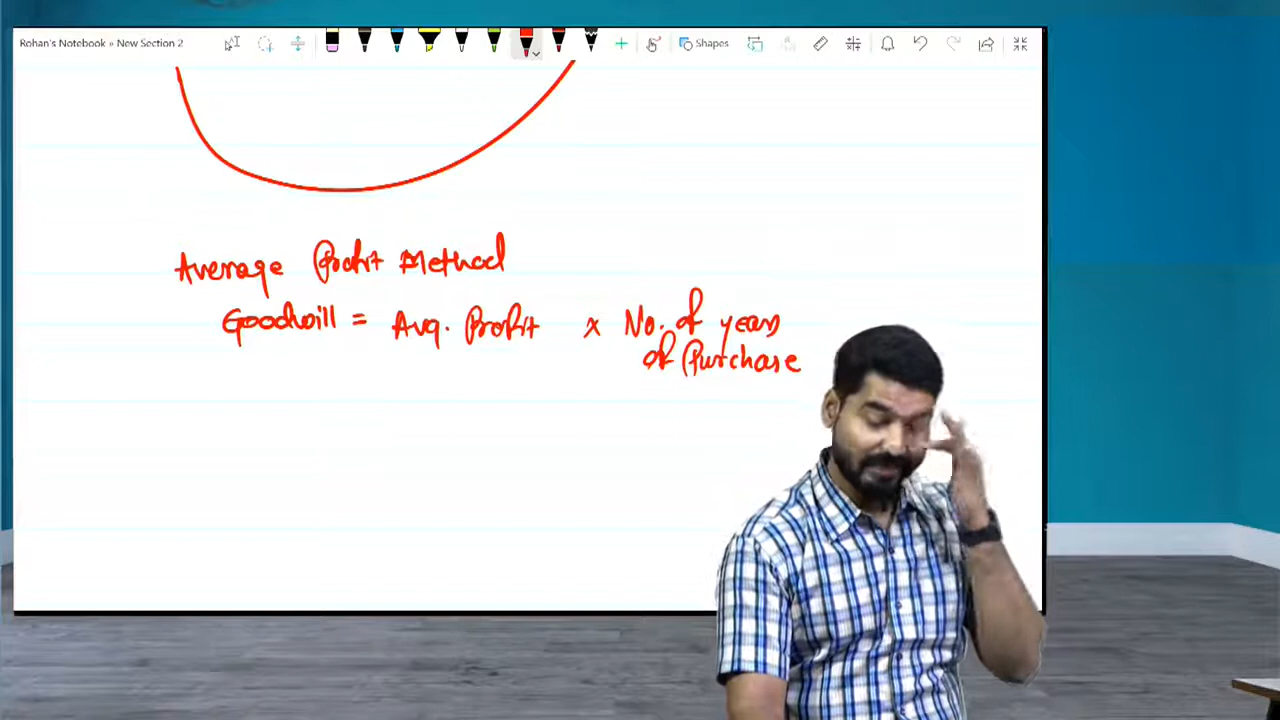 Rohan's Notebook » New Section 2
Shapes
Average Profit Method
Goodwill = Avg. Profit × No. of years
of Purchase